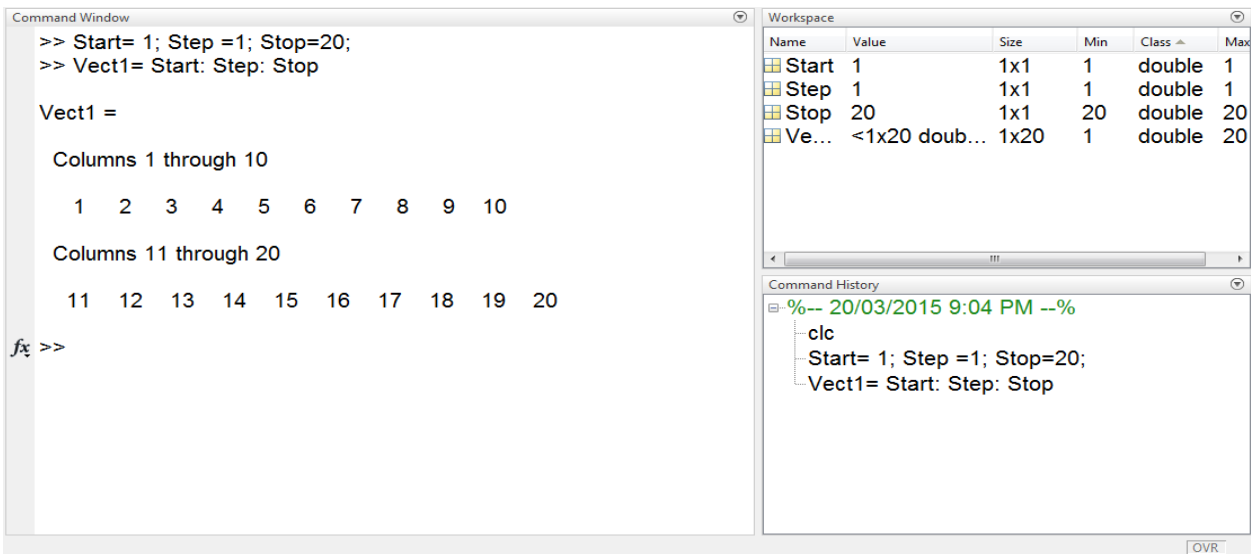 Command Window
>> Start= 1; Step =1; Stop=20;
>> Vect1= Start: Step: Stop
Vect1 =
Columns 1 through 10
1 2 3 4 5 6 7 8 9 10
Columns 11 through 20
11 12 13 14 15 16 17 18 19 20
fx >>
Workspace
Name Value Size Min Class Max
Start 1 1x1 1 double 1
Step 1 1x1 1 double 1
Stop 20 1x1 20 double 20
Ve... <1x20 doub... 1x20 1 double 20
Command History
%-- 20/03/2015 9:04 PM --%
clc
Start= 1; Step =1; Stop=20;
Vect1= Start: Step: Stop
OVR